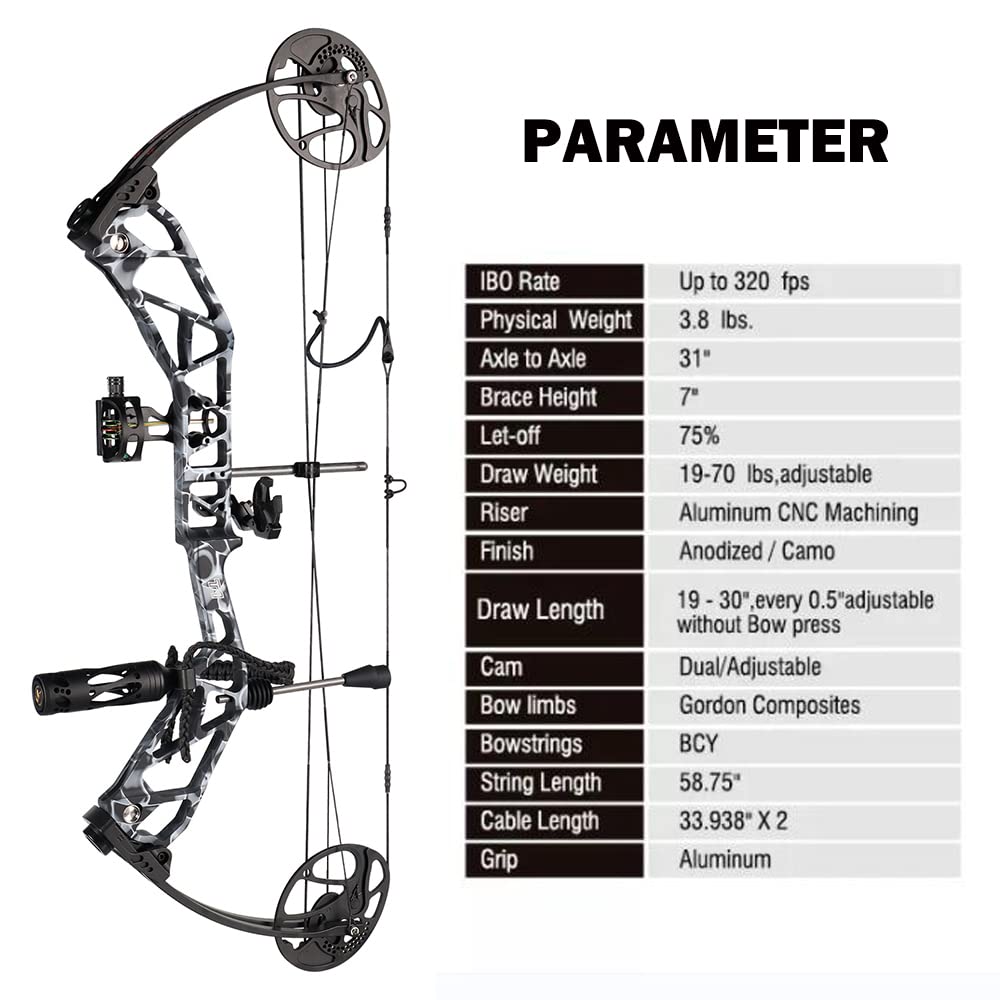 PARAMETER
IBO Rate Up to 320 fps
Physical Weight 3.8 lbs.
Axle to Axle 31"
Brace Height 7"
Let-off 75%
Draw Weight 19-70 lbs,adjustable
Riser Aluminum CNC Machining
Finish Anodized / Camo
Draw Length 19 - 30",every 0.5"adjustable
without Bow press
Cam Dual/Adjustable
Bow limbs Gordon Composites
Bowstrings BCY
String Length 58.75"
Cable Length 33.938" X 2
Grip Aluminum